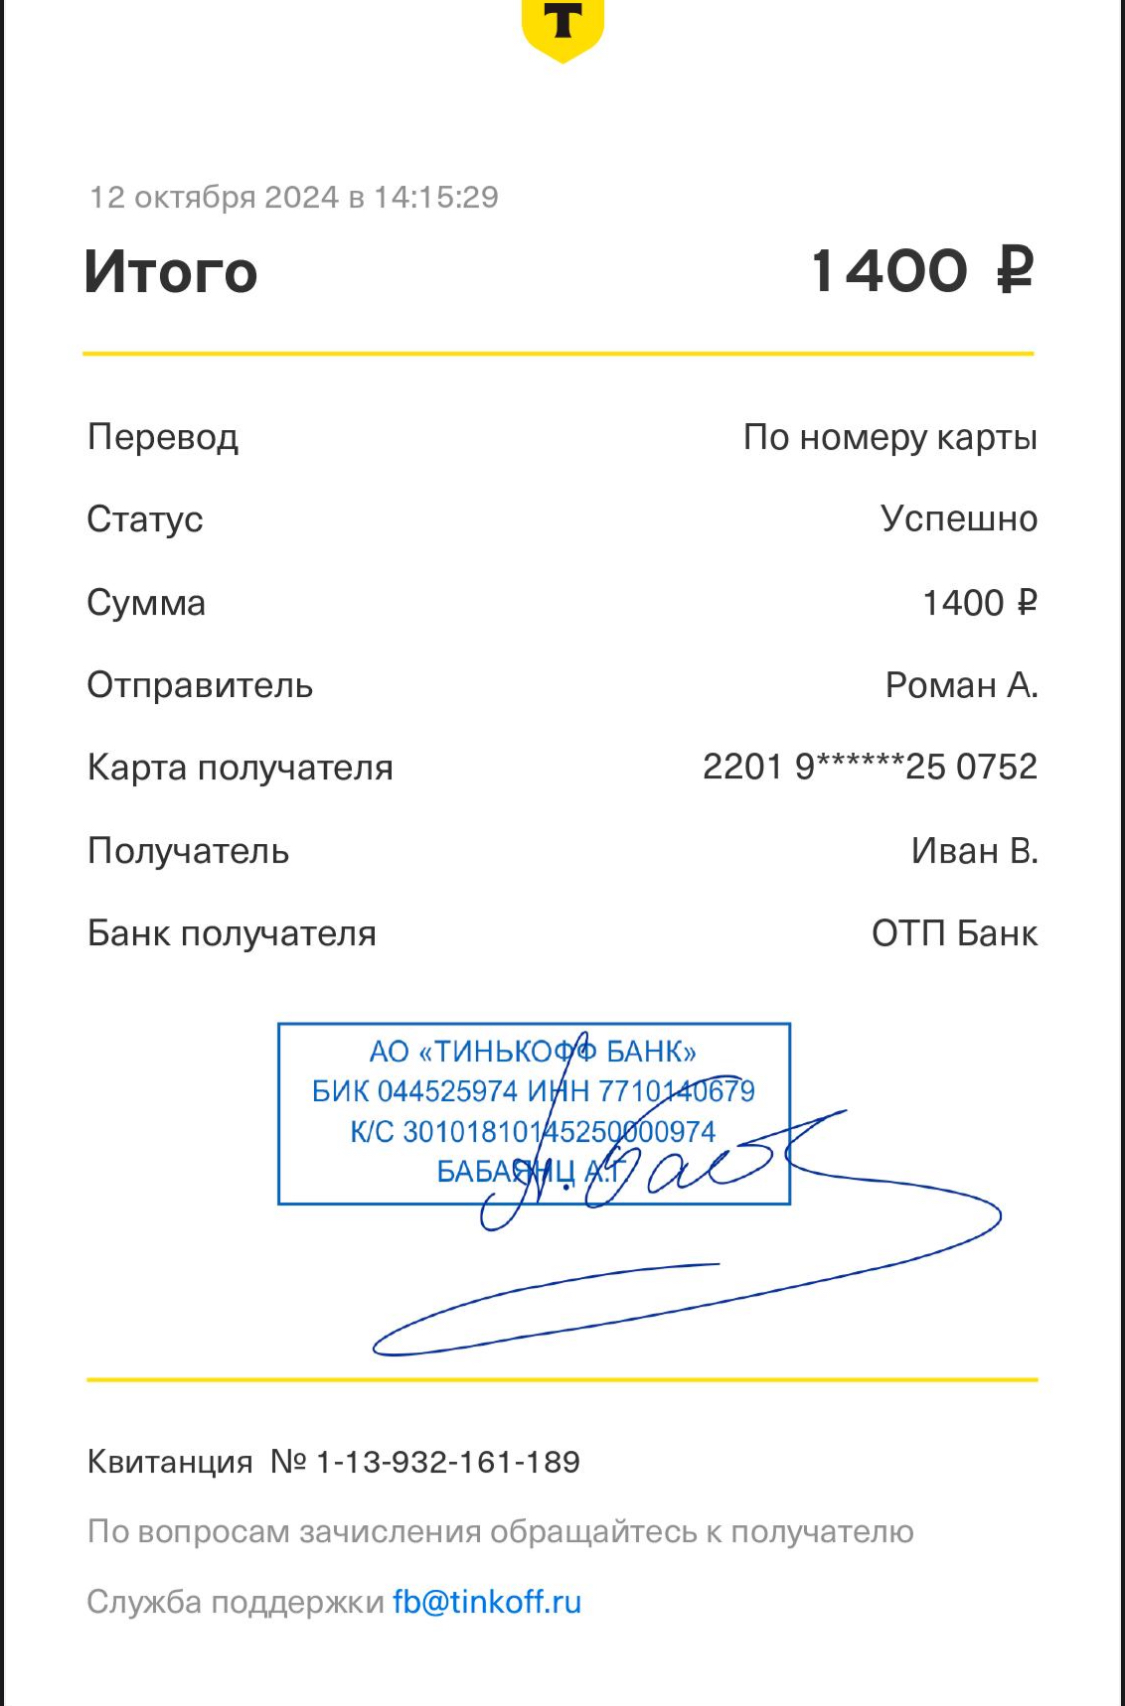 Т
12 октября 2024 в 14:15:29
Итого 1400 ₽
Перевод По номеру карты
Статус Успешно
Сумма 1400 ₽
Отправитель Роман А.
Карта получателя 2201 9******25 0752
Получатель Иван В.
Банк получателя ОТП Банк
АО «ТИНЬКОФФ БАНК»
БИК 044525974 ИНН 7710140679
К/С 30101810145250000974
БАБАЯНЦ А.Г.
Квитанция № 1-13-932-161-189
По вопросам зачисления обращайтесь к получателю
Служба поддержки fb@tinkoff.ru